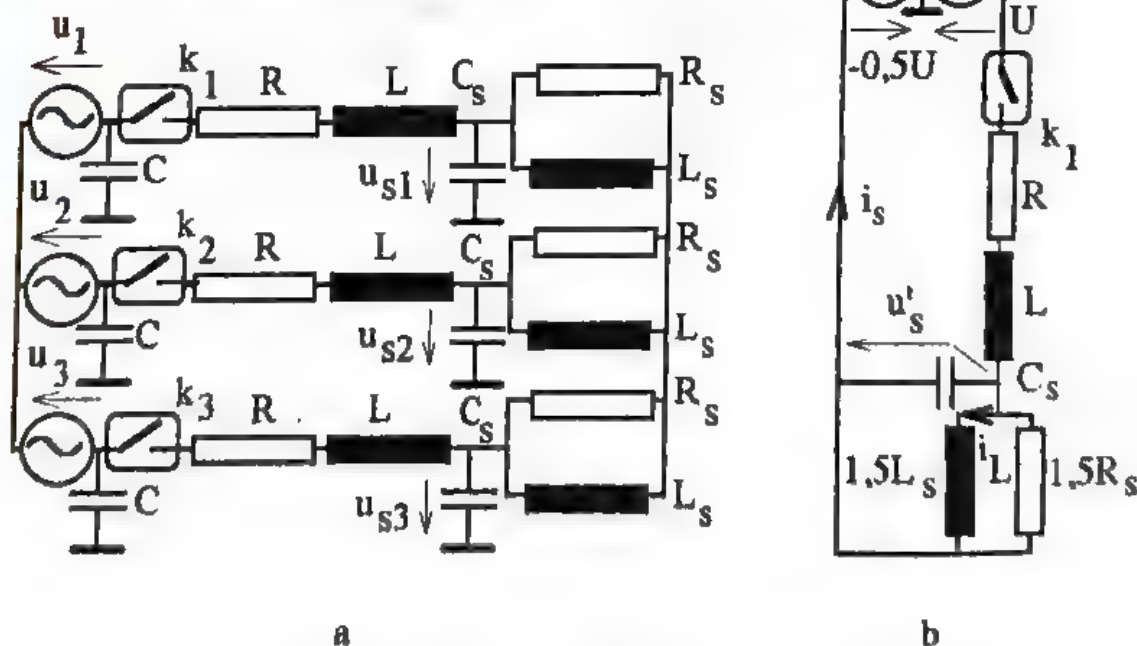 u1
k1 R L Cs Rs
C us1 Ls
u2
k2 R L Cs Rs
C us2 Ls
u3
k3 R L Cs Rs
C us3 Ls
a
U
-0,5U
k1
R
is
L
u's
Cs
1,5Ls iL 1,5Rs
b